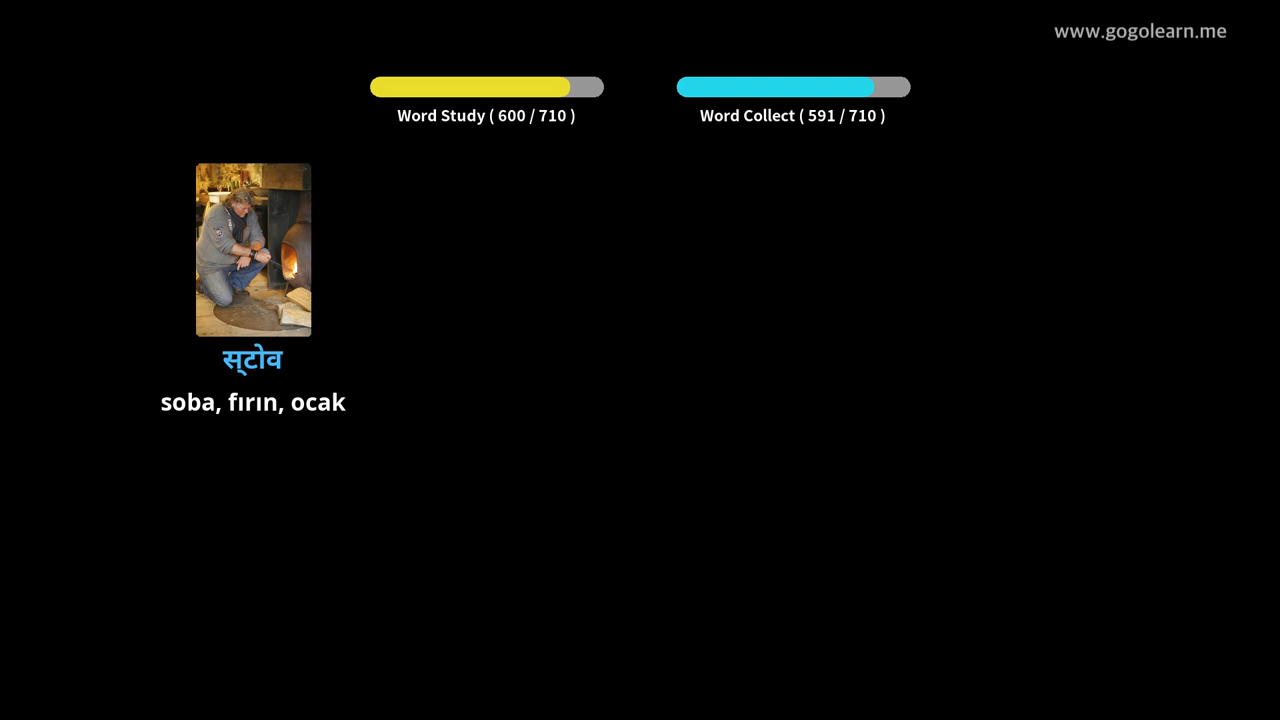 www.gogolearn.me
Word Study ( 600 / 710 )
Word Collect ( 591 / 710 )
स्टोव
soba, fırın, ocak